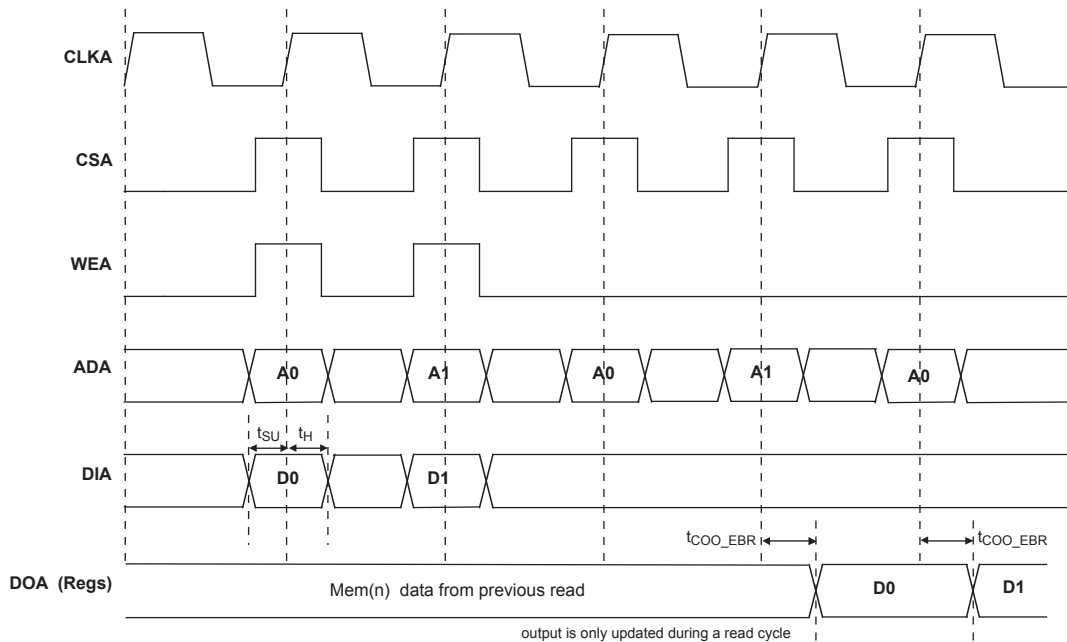 CLKA
CSA
WEA
ADA A0 A1 A0 A1 A0
tSU tH
DIA D0 D1
tCOO_EBR tCOO_EBR
DOA (Regs) Mem(n) data from previous read D0 D1
output is only updated during a read cycle